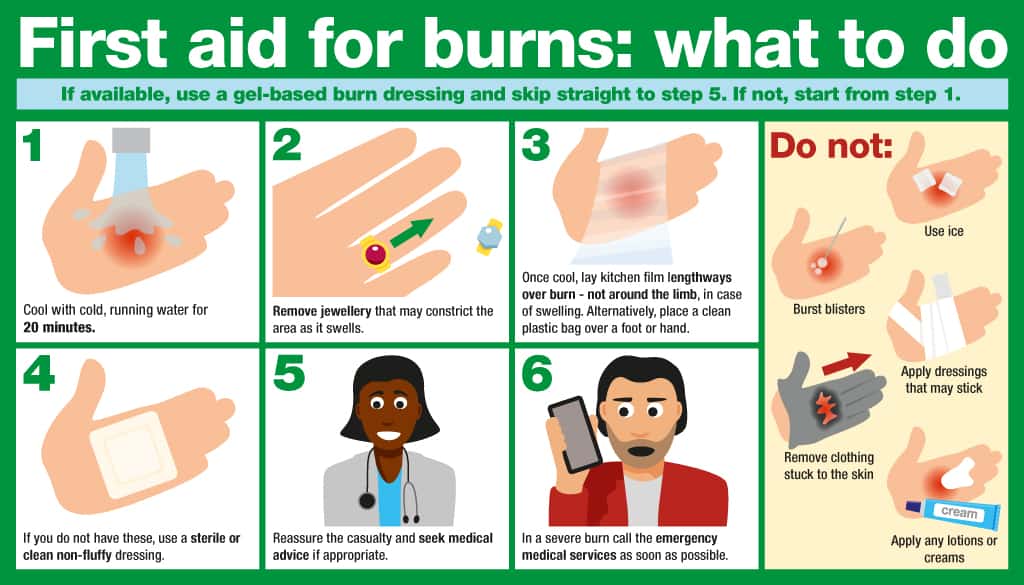 First aid for burns: what to do
If available, use a gel-based burn dressing and skip straight to step 5. If not, start from step 1.
1
Cool with cold, running water for
20 minutes.
2
Remove jewellery that may constrict the
area as it swells.
3
Once cool, lay kitchen film lengthways
over burn - not around the limb, in case
of swelling. Alternatively, place a clean
plastic bag over a foot or hand.
4
If you do not have these, use a sterile or
clean non-fluffy dressing.
5
Reassure the casualty and seek medical
advice if appropriate.
6
In a severe burn call the emergency
medical services as soon as possible.
Do not:
Use ice
Burst blisters
Apply dressings
that may stick
Remove clothing
stuck to the skin
cream
Apply any lotions or
creams